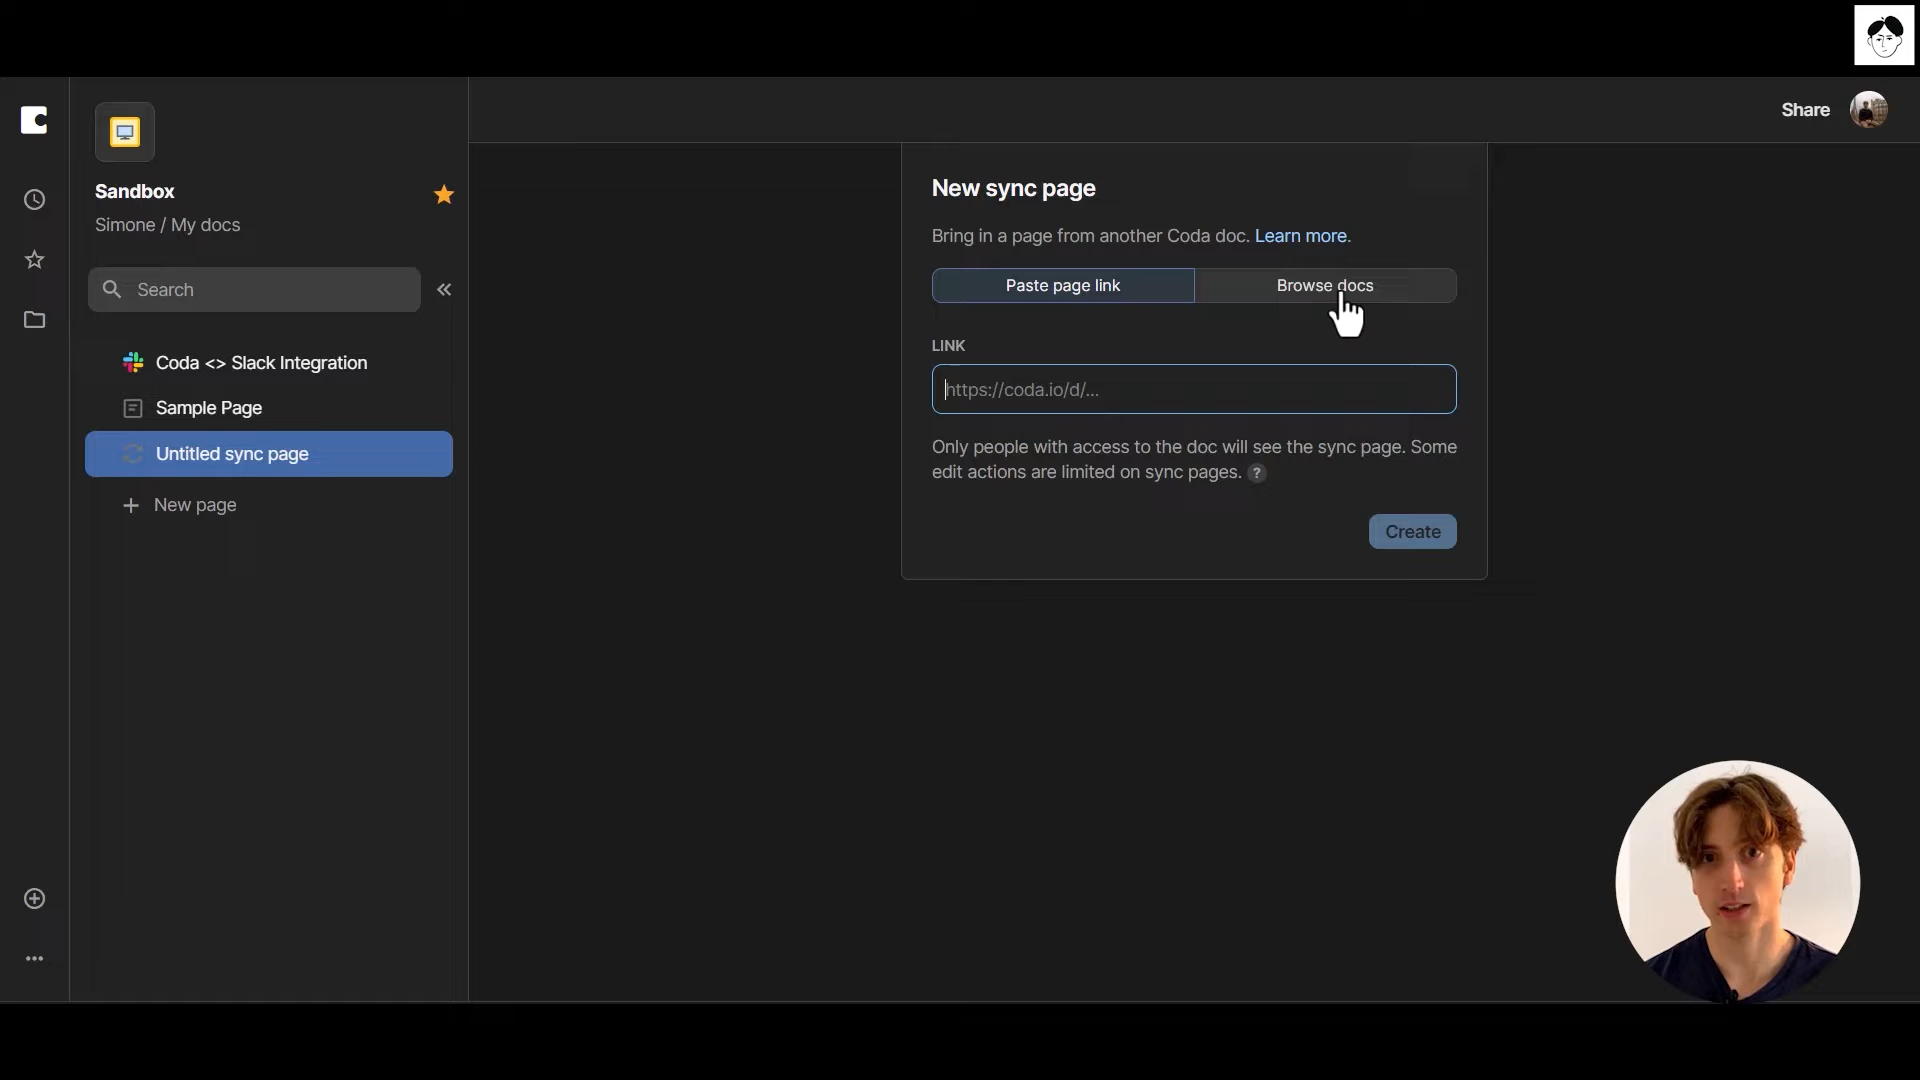 Share
Sandbox
Simone / My docs
Search
Coda <> Slack Integration
Sample Page
Untitled sync page
New page
New sync page
Bring in a page from another Coda doc. Learn more.
Paste page link
Browse docs
LINK
https://coda.io/d/...
Only people with access to the doc will see the sync page. Some
edit actions are limited on sync pages. ?
Create